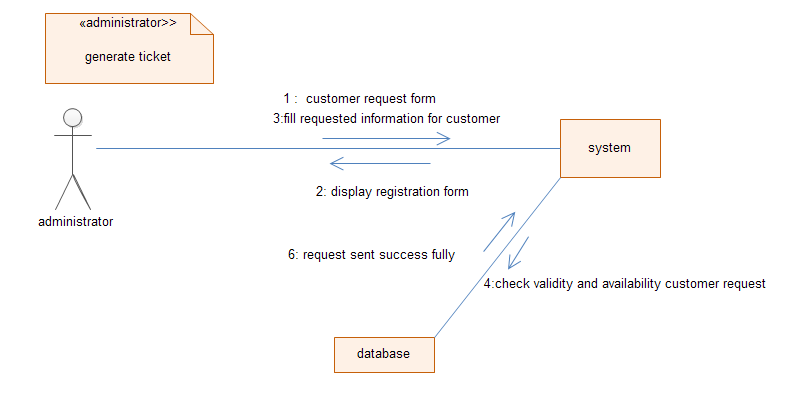 «administrator>>
generate ticket
1 : customer request form
3:fill requested information for customer
system
2: display registration form
administrator
6: request sent success fully
4:check validity and availability customer request
database